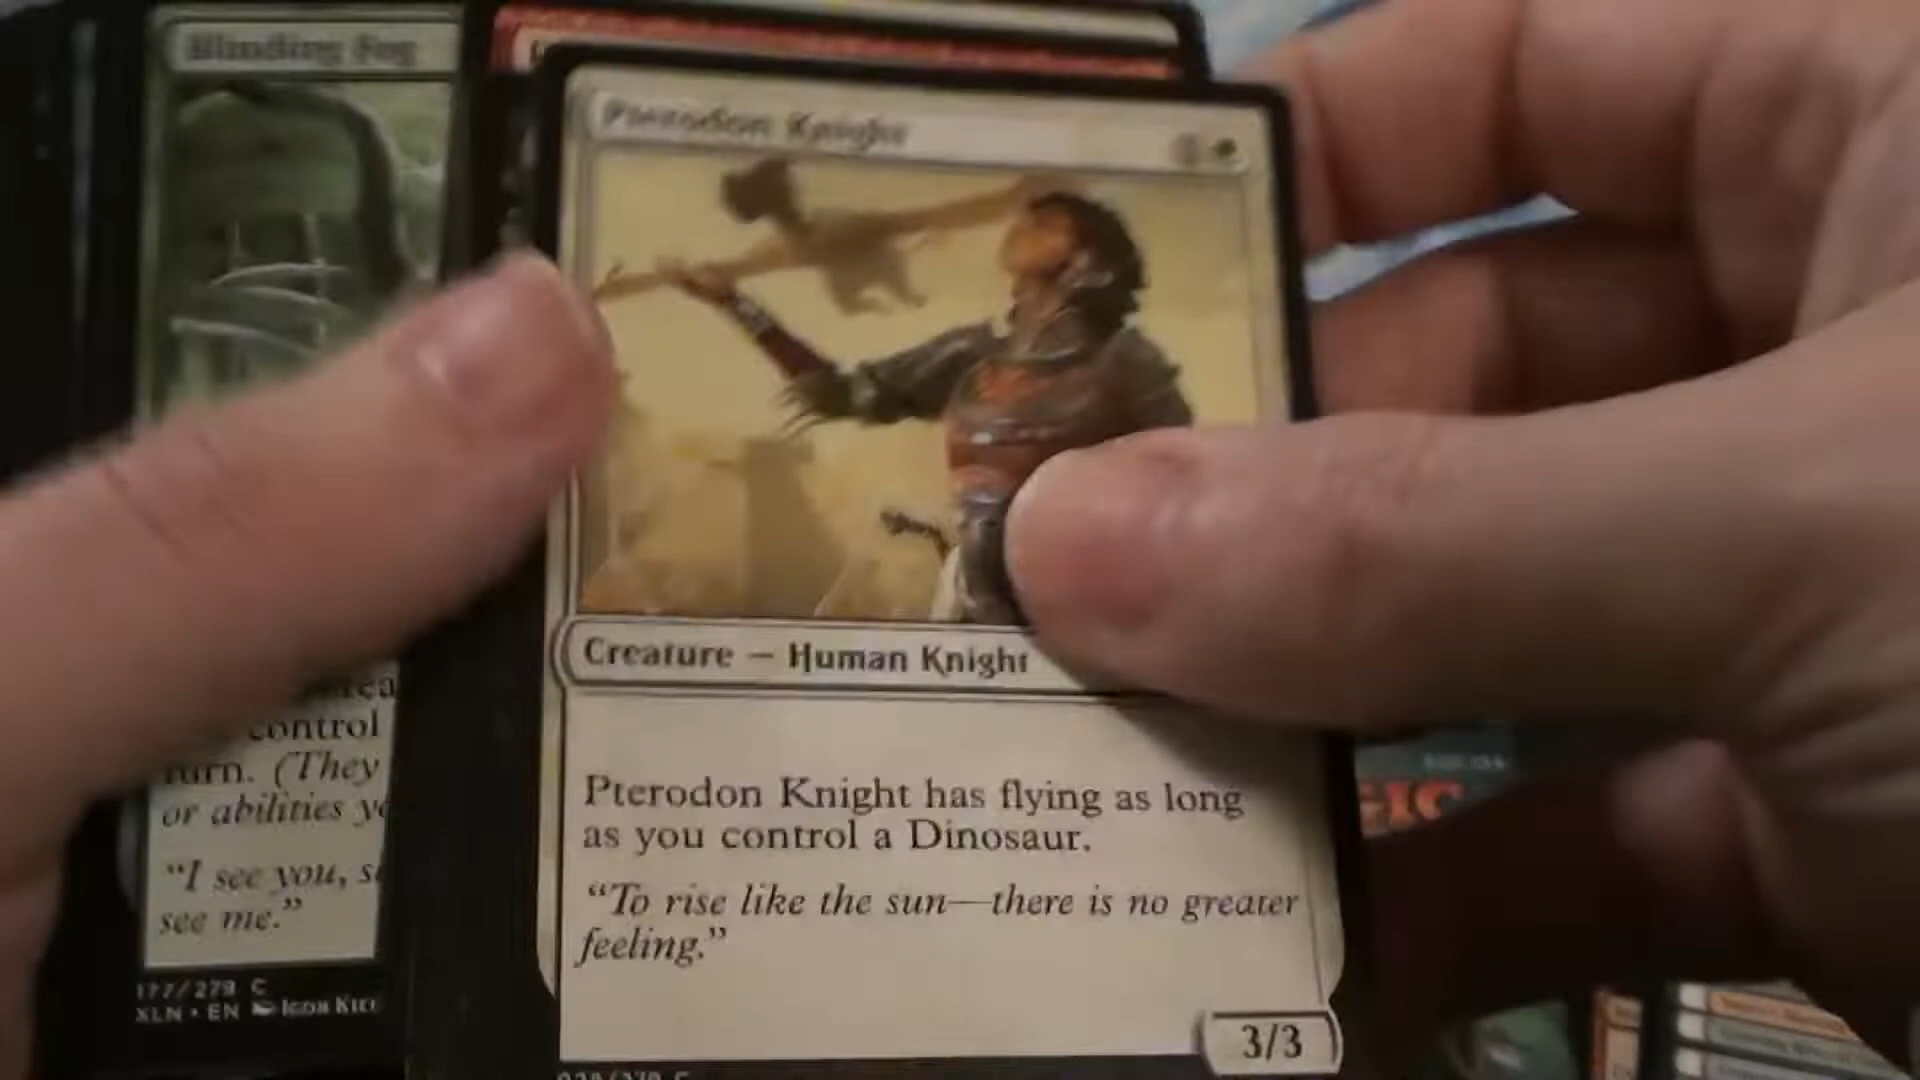 Blinding Fog
control
turn. (They
or abilities yo
"I see you, s
see me."
177/279 C
XLN • EN
Pterodon Knight
Creature — Human Knight
Pterodon Knight has flying as long
as you control a Dinosaur.
"To rise like the sun—there is no greater
feeling."
3/3
GIC